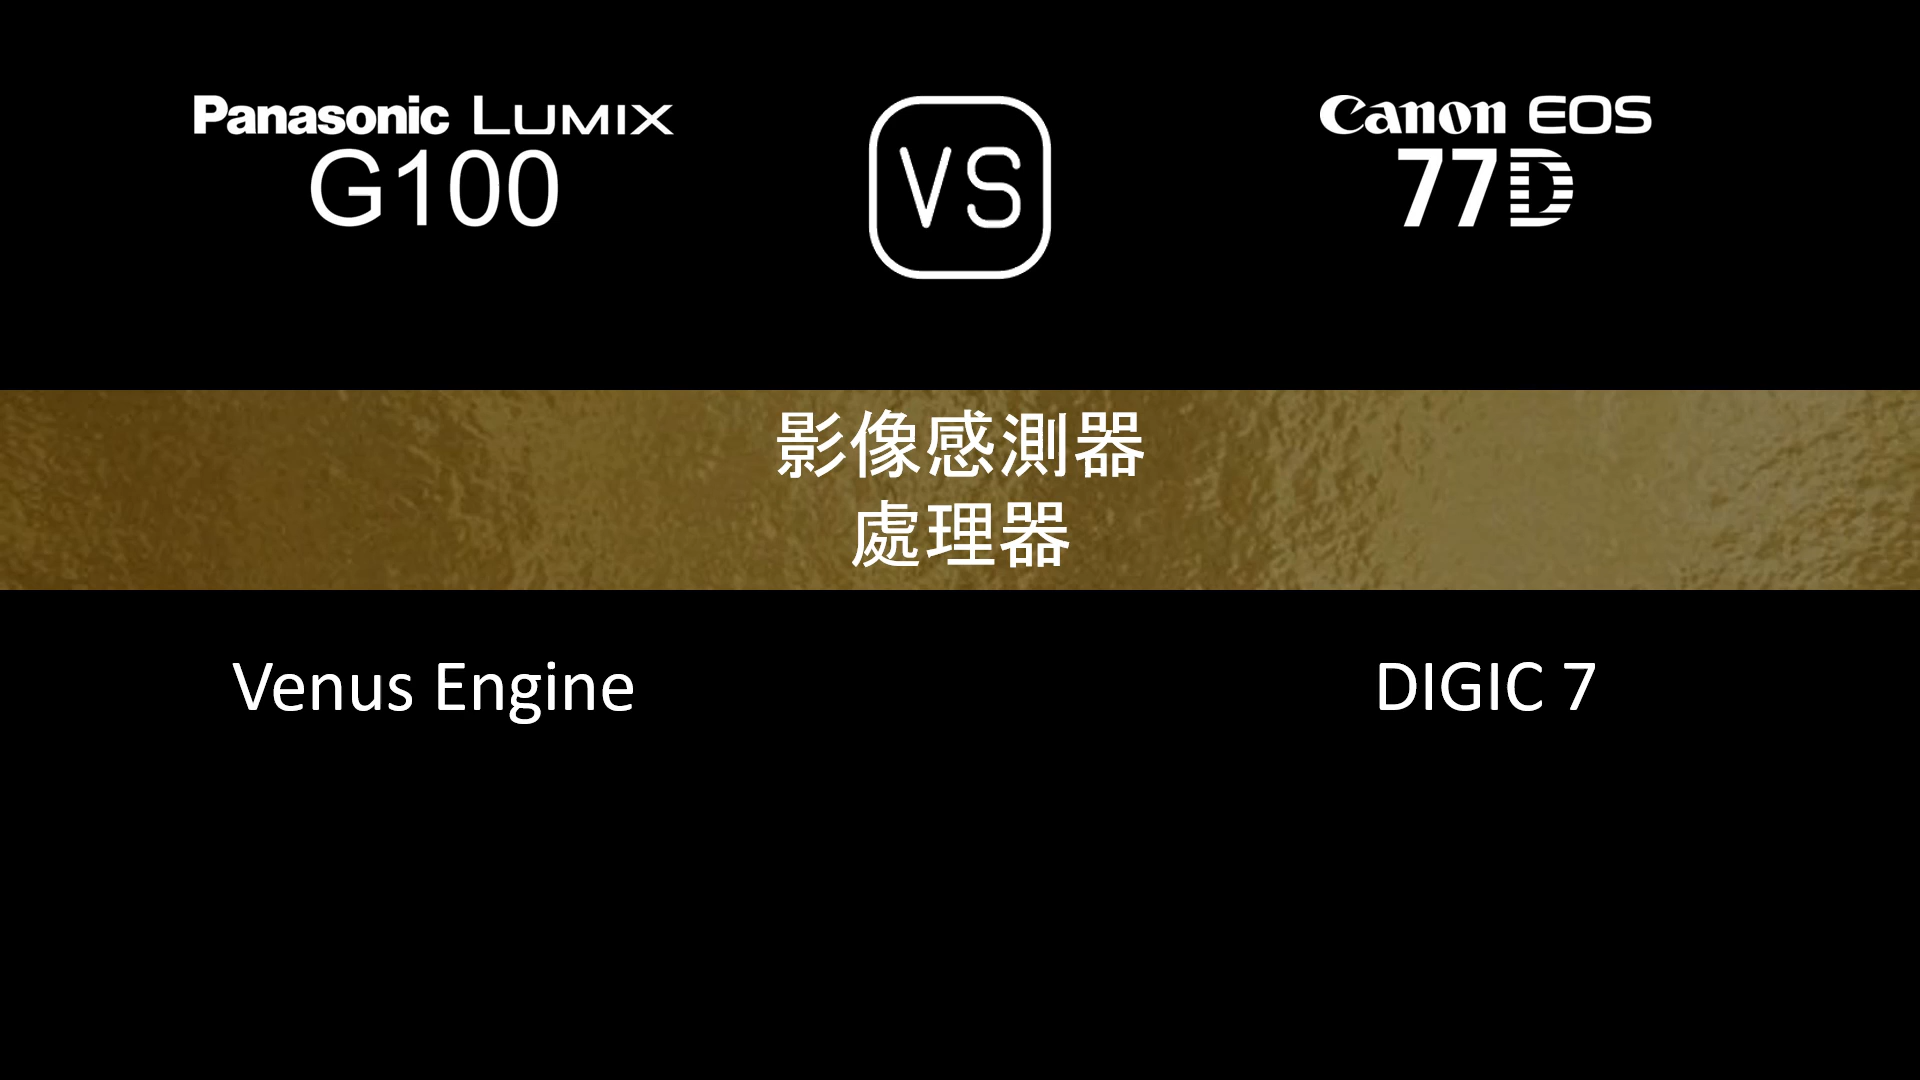 Panasonic LUMIX
G100
VS
Canon EOS
77D
影像感測器
處理器
Venus Engine
DIGIC 7